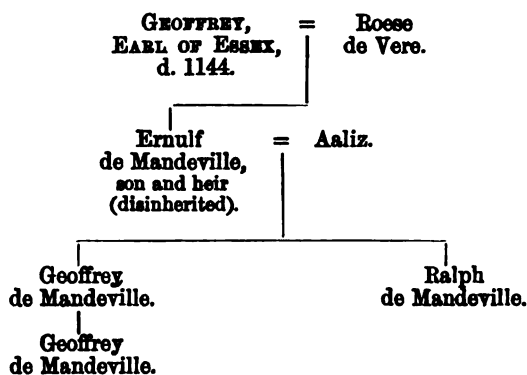 GEOFFREY, = Roese
EARL OF ESSEX, de Vere.
d. 1144.
Ernulf = Aaliz.
de Mandeville,
son and heir
(disinherited).
Geoffrey Ralph
de Mandeville. de Mandeville.
Geoffrey
de Mandeville.